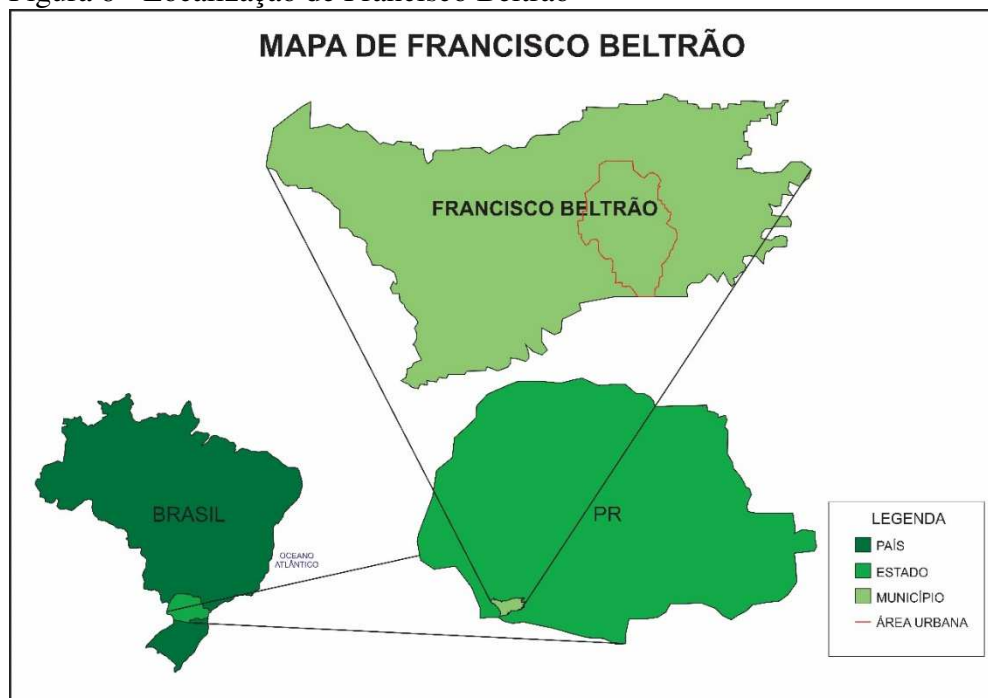 MAPA DE FRANCISCO BELTRÃO
FRANCISCO BELTRÃO
BRASIL
OCEANO
ATLÂNTICO
PR
LEGENDA
PAÍS
ESTADO
MUNICÍPIO
ÁREA URBANA